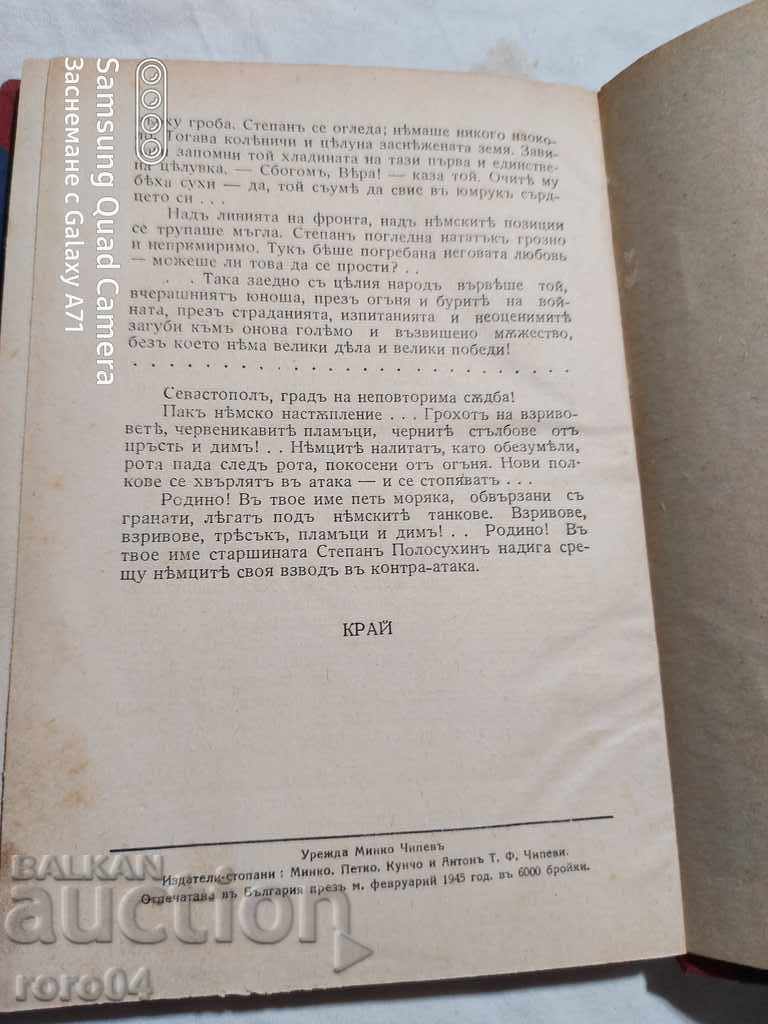 гроба. Степанъ се огледа; нѣмаше никого наоко-
Тогава колѣничи и цѣлуна заснѣжената земя. Зави-
запомни той хладината на тази първа и единстве-
на цѣлувка. — Сбогомъ, Вѣра! — каза той. Очитѣ му
бѣха сухи — да, той съумѣ да свие въ юмрукъ сърд-
цето си . . .
Надъ линията на фронта, надъ нѣмскитѣ позиции
се трупаше мъгла. Степанъ погледна нататъкъ грозно
и непримиримо. Тукъ бѣше погребана неговата любовь
— можеше ли това да се прости? . .
. . Така заедно съ цѣлия народъ вървѣше той,
вчерашниятъ юноша, презъ огъня и буритѣ на вой-
ната, презъ страданията, изпитанията и неоценимитѣ
загуби къмъ онова голѣмо и възвишено мѫжество,
безъ което нѣма велики дѣла и велики победи!
. . . . . . . . . . . . . . . . . . . . . . . . . . . . .
Севастополъ, градъ на неповторима сѫдба!
Пакъ нѣмско настѫпление . . . Грохотъ на взриво-
ветѣ, червеникавитѣ пламъци, чернитѣ стълбове отъ
пръсть и димъ! . . Нѣмцитѣ налитатъ, като обезумѣли,
рота пада следъ рота, покосени отъ огъня. Нови пол-
кове се хвърлятъ въ атака — и се стопяватъ . . .
Родино! Въ твое име петь моряка, обвързани съ
гранати, лѣгатъ подъ нѣмскитѣ танкове. Взривове,
взривове, трѣсъкъ, пламъци и димъ! . . Родино! Въ
твое име старшината Степанъ Полосухинъ надига сре-
щу нѣмцитѣ своя взводъ въ контра-атака.
КРАЙ
Урежда Минко Чипевъ
Издатели-стопани : Минко, Петко, Кунчо и Антонъ Т. Ф. Чипеви.
Отпечатана въ България презъ м. февруарий 1945 год. въ 6000 бройки.
Samsung Quad Camera
Заснемане с Galaxy A71
BALKAN
Auction
roro04